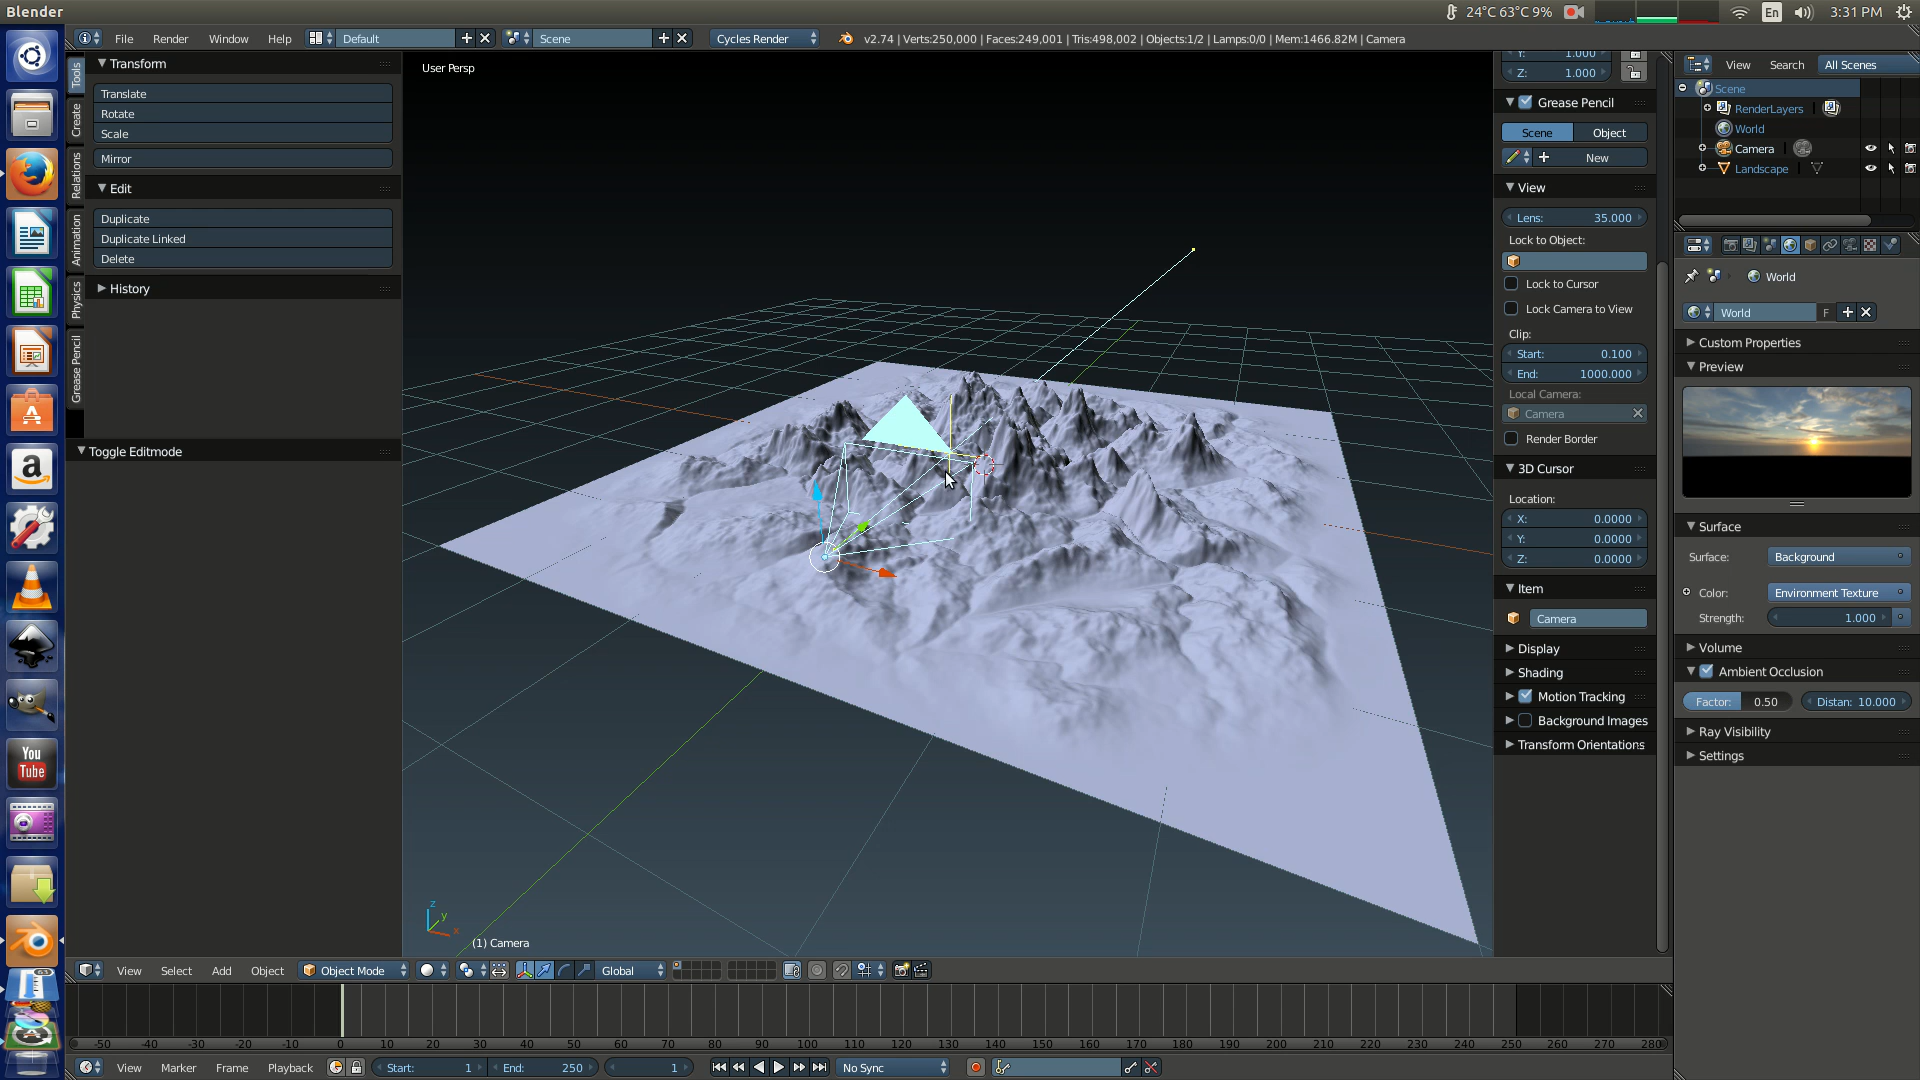 Blender
24°C 63°C 9%
En
3:31 PM
File
Render
Window
Help
Default
Scene
Cycles Render
v2.74 | Verts:250,000 | Faces:249,001 | Tris:498,002 | Objects:1/2 | Lamps:0/0 | Mem:1466.82M | Camera
Tools
Create
Relations
Animation
Physics
Grease Pencil
Transform
Translate
Rotate
Scale
Mirror
Edit
Duplicate
Duplicate Linked
Delete
History
Toggle Editmode
User Persp
z
y
x
(1) Camera
Y: 1.000
Z: 1.000
Grease Pencil
Scene
Object
New
View
Lens: 35.000
Lock to Object:
Lock to Cursor
Lock Camera to View
Clip:
Start: 0.100
End: 1000.000
Local Camera:
Camera
Render Border
3D Cursor
Location:
X: 0.0000
Y: 0.0000
Z: 0.0000
Item
Camera
Display
Shading
Motion Tracking
Background Images
Transform Orientations
View
Search
All Scenes
Scene
RenderLayers
World
Camera
Landscape
World
World
F
Custom Properties
Preview
Surface
Surface:
Background
Color:
Environment Texture
Strength: 1.000
Volume
Ambient Occlusion
Factor: 0.50
Distan: 10.000
Ray Visibility
Settings
You
Tube
a
View
Select
Add
Object
Object Mode
Global
-50 -40 -30 -20 -10 0 10 20 30 40 50 60 70 80 90 100 110 120 130 140 150 160 170 180 190 200 210 220 230 240 250 260 270 280
View
Marker
Frame
Playback
Start: 1
End: 250
1
No Sync